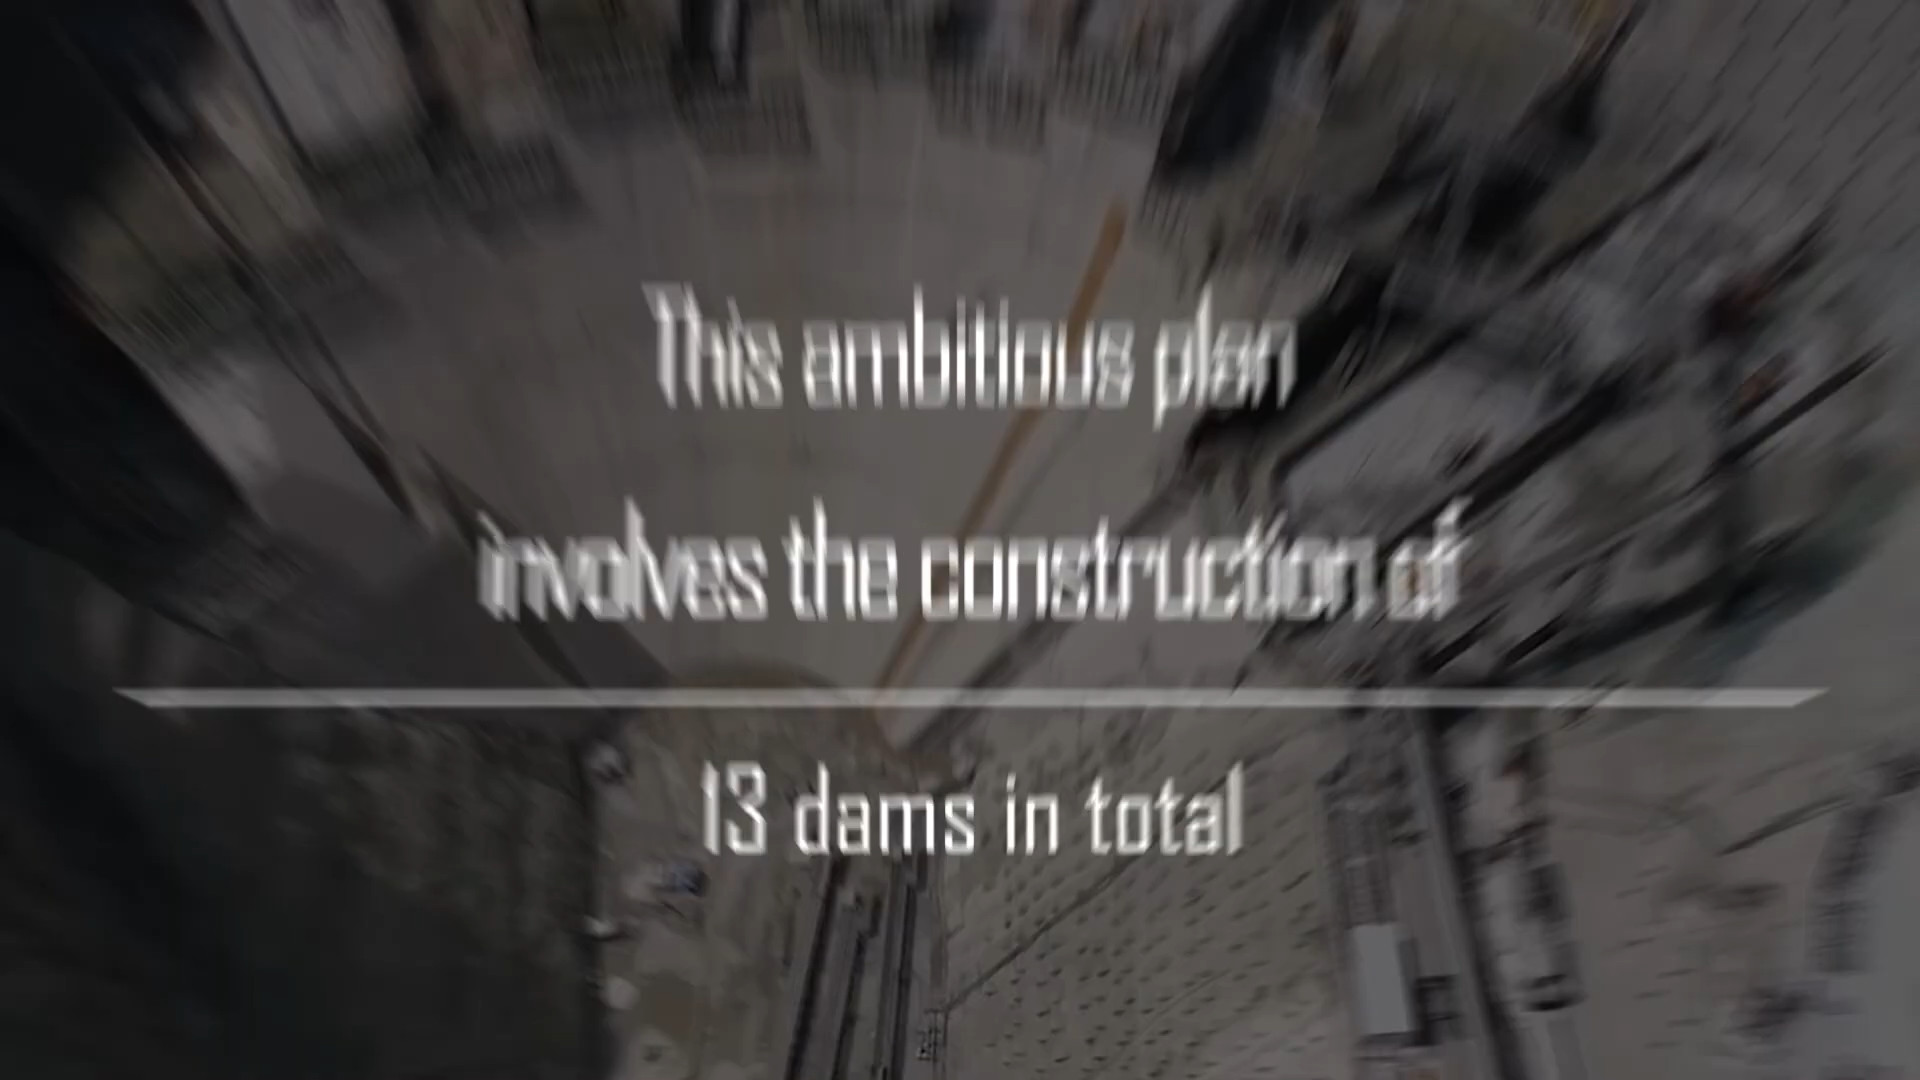 This ambitious plan
involves the construction of
13 dams in total